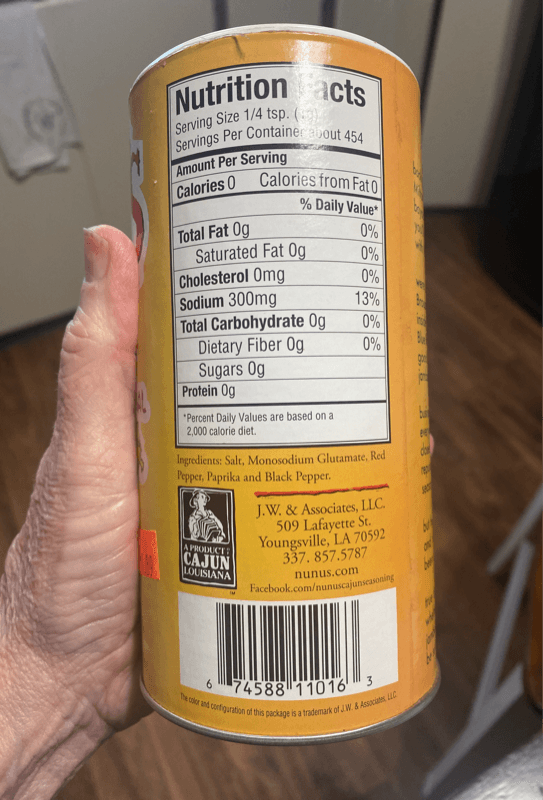 Nutrition Facts
Serving Size 1/4 tsp.
Servings Per Container about 454
Amount Per Serving
Calories 0 Calories from Fat 0
% Daily Value*
Total Fat 0g 0%
Saturated Fat 0g 0%
Cholesterol 0mg 0%
Sodium 300mg 13%
Total Carbohydrate 0g 0%
Dietary Fiber 0g 0%
Sugars 0g
Protein 0g
*Percent Daily Values are based on a
2,000 calorie diet.
Ingredients: Salt, Monosodium Glutamate, Red
Pepper, Paprika and Black Pepper.
A PRODUCT
CAJUN
LOUISIANA
TM
J.W. & Associates, LLC.
509 Lafayette St.
Youngsville, LA 70592
337. 857.5787
nunus.com
Facebook.com/nunuscajunseasoning
6 74588 11016 3
The color and configuration of this package is a trademark of J.W. & Associates, LLC